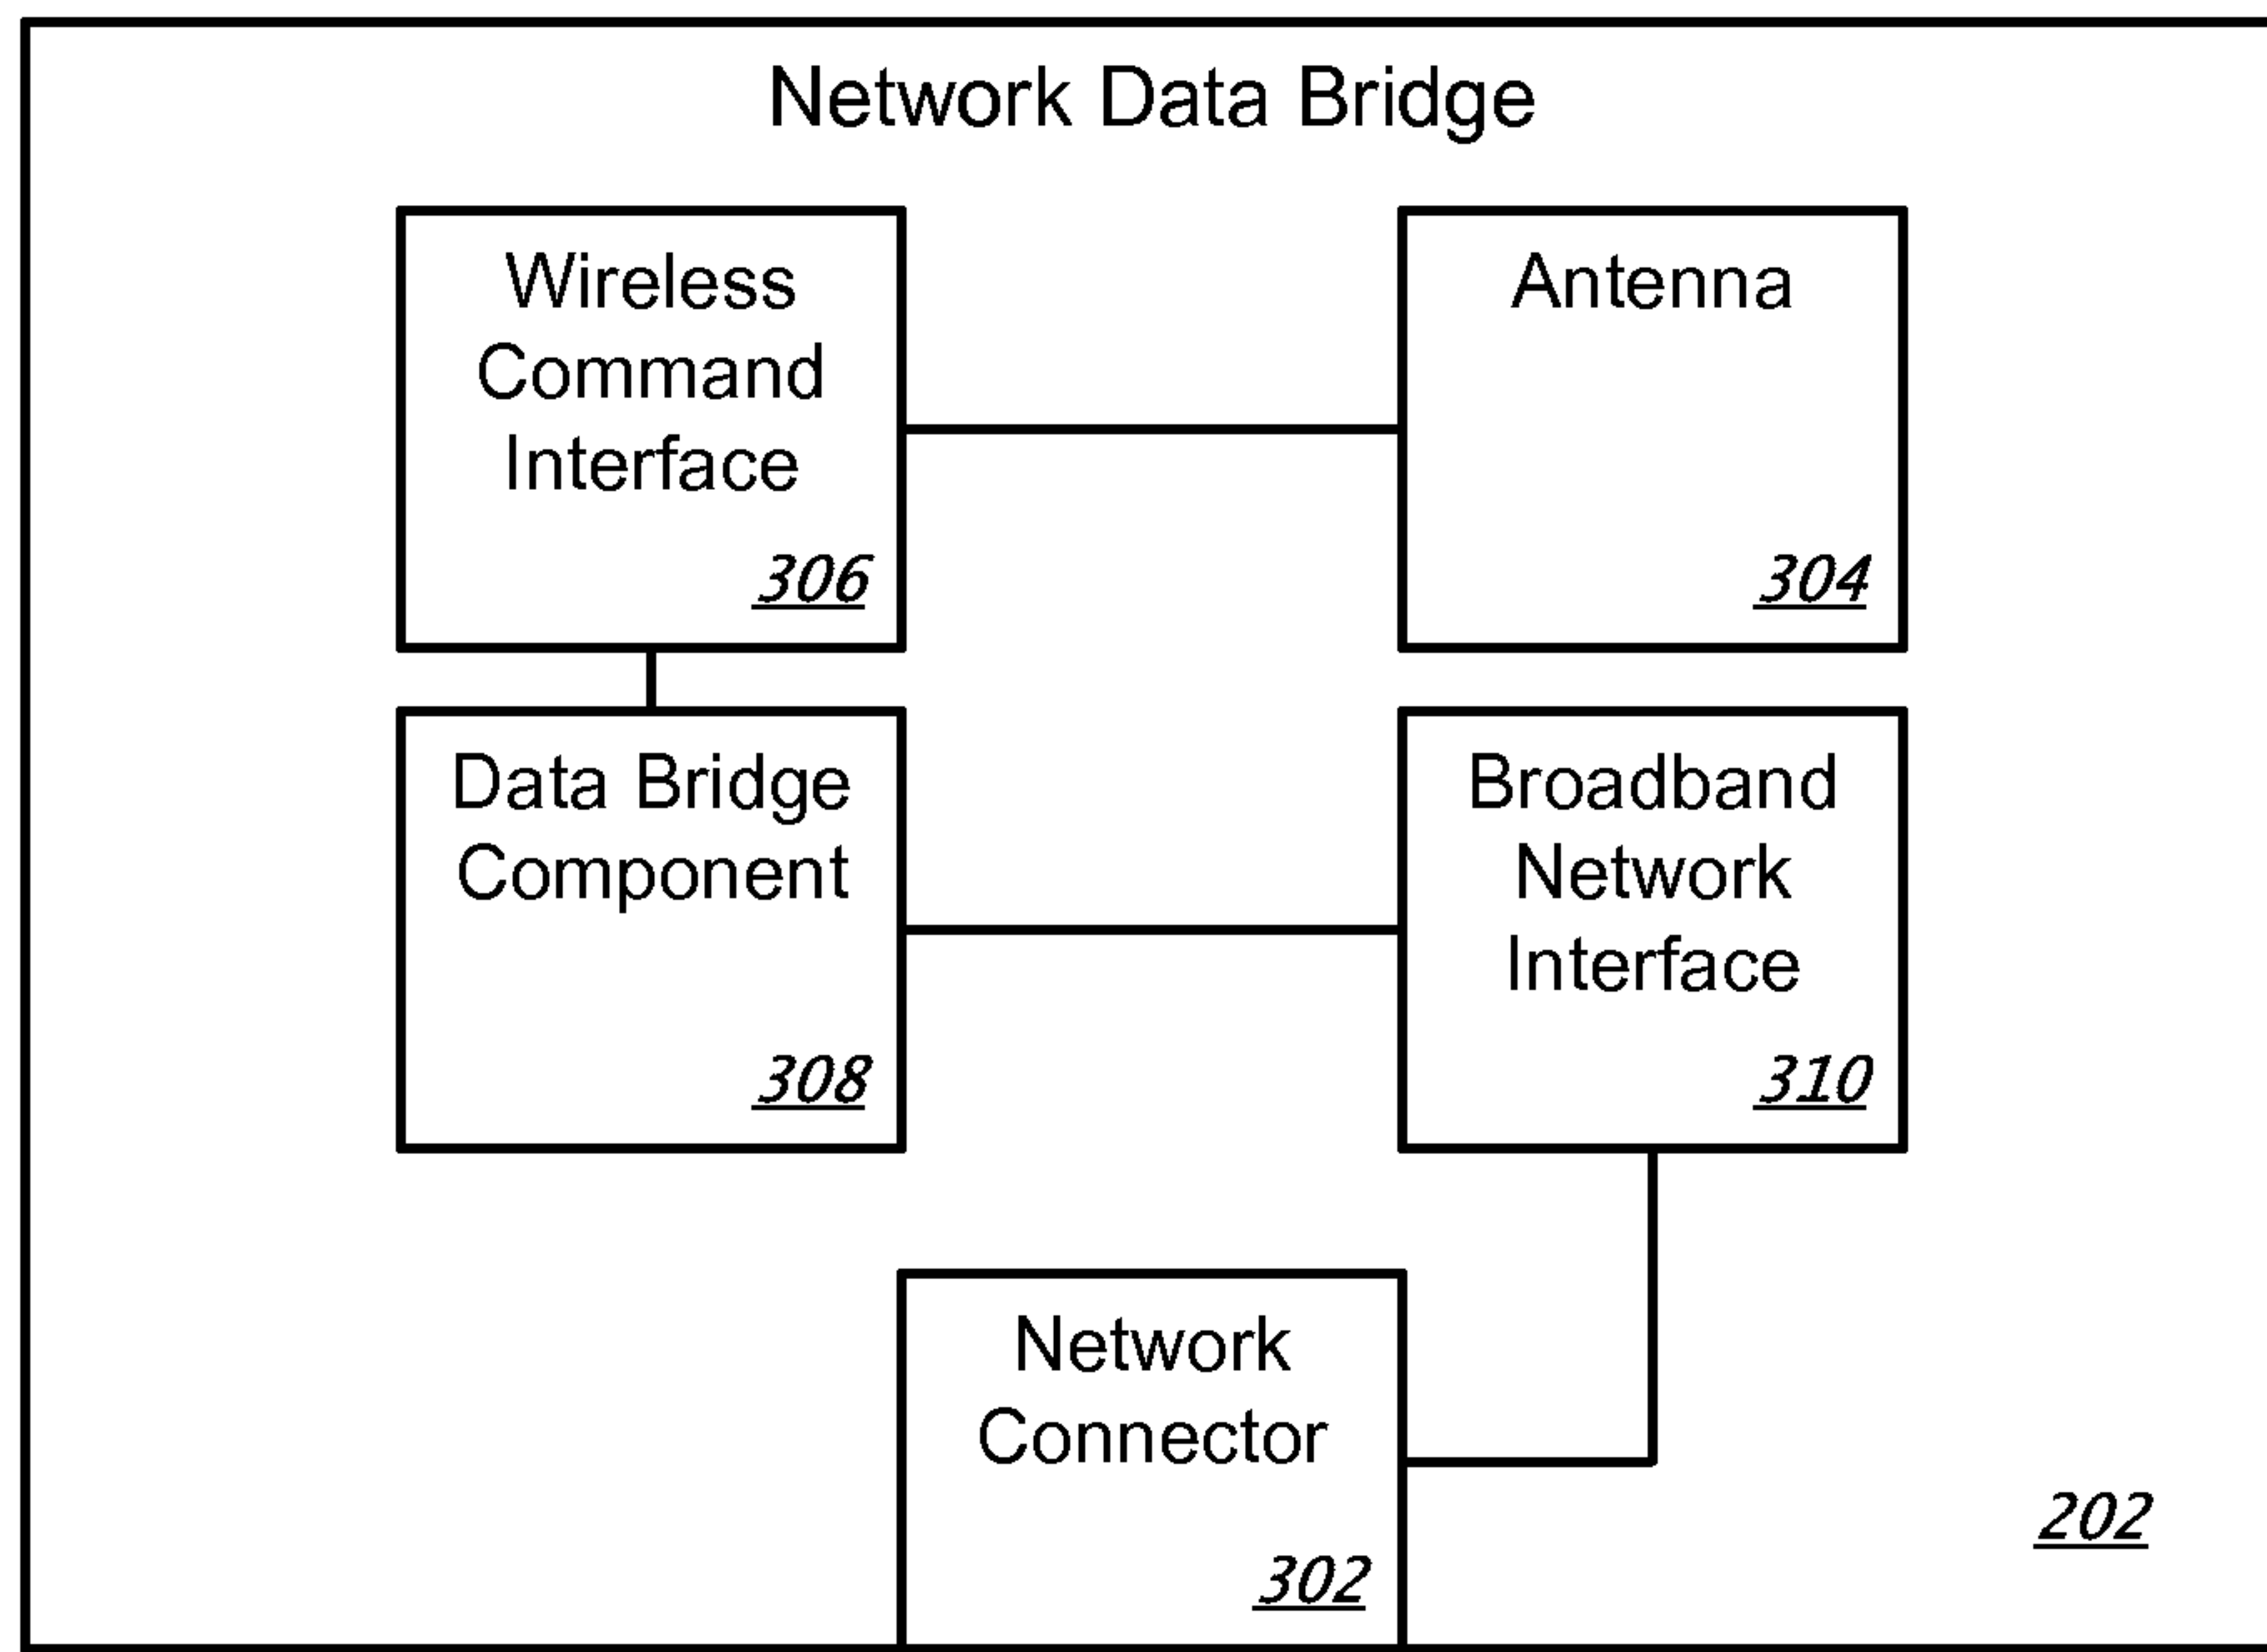 Network Data Bridge
Wireless
Command
Interface
306
Antenna
304
Data Bridge
Component
308
Broadband
Network
Interface
310
Network
Connector
302
202